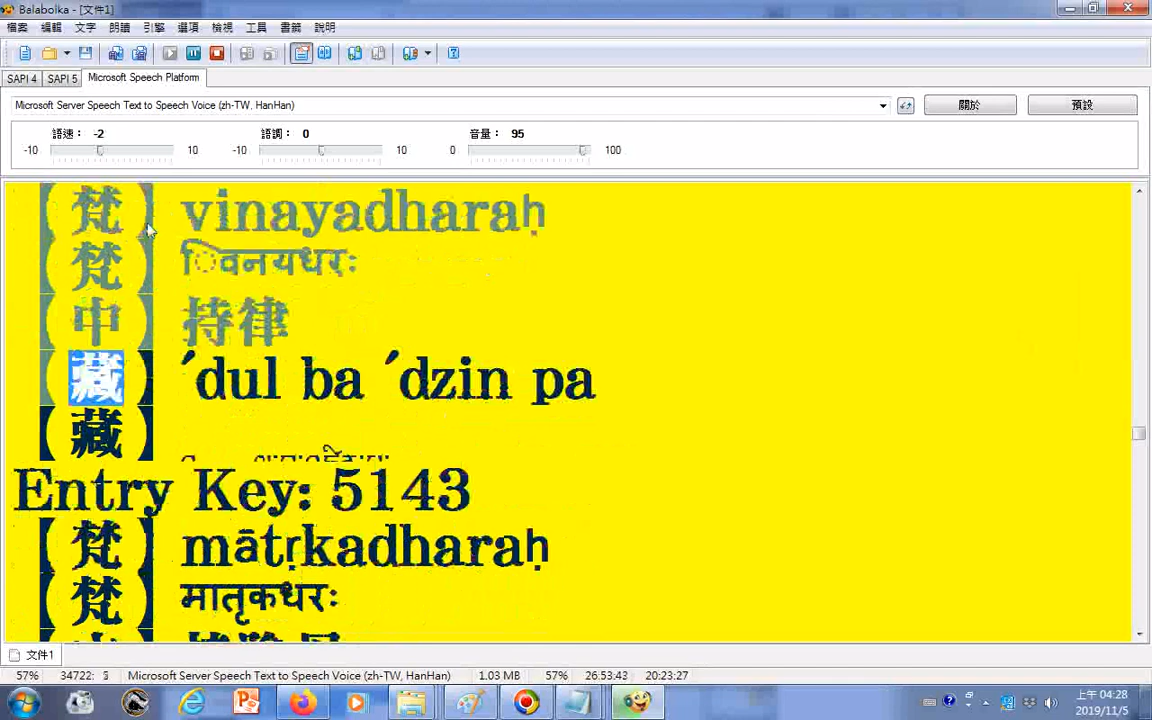 Balabolka - [文件1]
檔案 編輯 文字 朗讀 引擎 選項 檢視 工具 書籤 說明
SAPI 4 SAPI 5 Microsoft Speech Platform
Microsoft Server Speech Text to Speech Voice (zh-TW, HanHan)
關於 預設
語速： -2 語調： 0 音量： 95
-10 10 -10 10 0 100
【梵】 vinayadharaḥ
【梵】 विनयधरः
【中】 持律
【藏】 ´dul ba ´dzin pa
【藏】
Entry Key: 5143
【梵】 mātṛkadharaḥ
【梵】 मातृकधरः
文件1
57% 34722: Microsoft Server Speech Text to Speech Voice (zh-TW, HanHan) 1.03 MB 57% 26:53:43 20:23:27
上午 04:28
2019/11/5